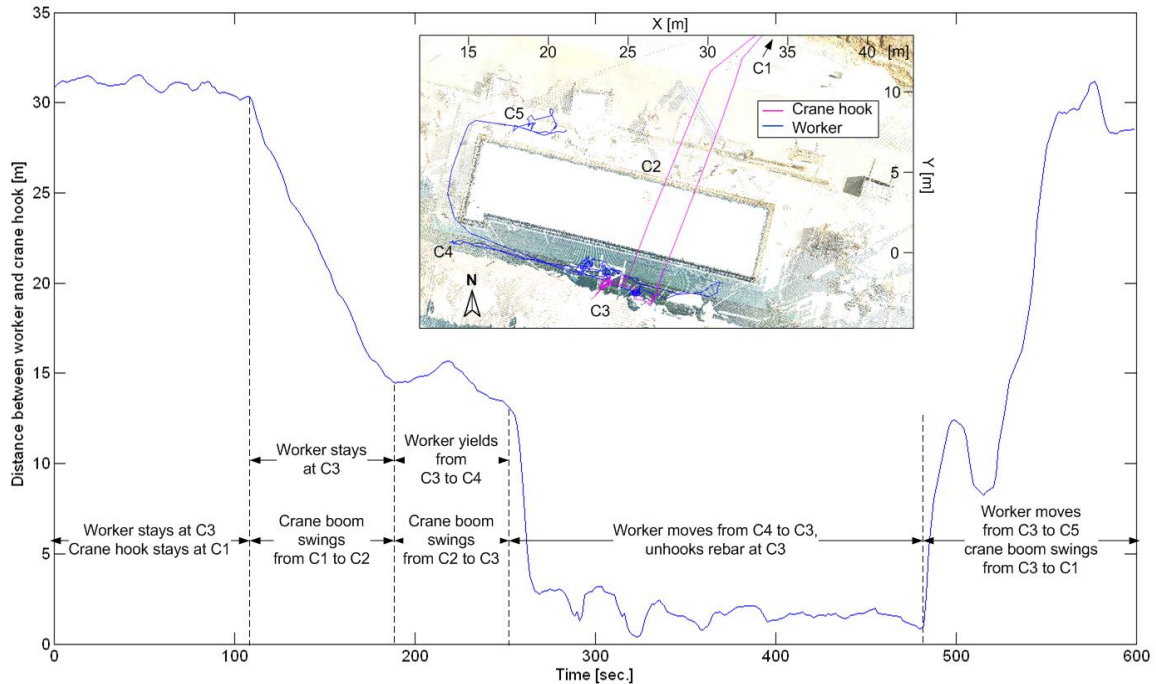 35
30
25
20
15
10
5
0
Distance between worker and crane hook [m]
X [m]
15
20
25
30
35
40
[m]
C1
10
Crane hook
Worker
C5
C2
5
Y [m]
0
C4
N
C3
Worker stays
at C3
Worker yields
from
C3 to C4
Worker stays at C3
Crane hook stays at C1
Crane boom
swings
from C1 to C2
Crane boom
swings
from C2 to C3
Worker moves from C4 to C3,
unhooks rebar at C3
Worker moves
from C3 to C5
crane boom swings
from C3 to C1
0
100
200
300
400
500
600
Time [sec.]